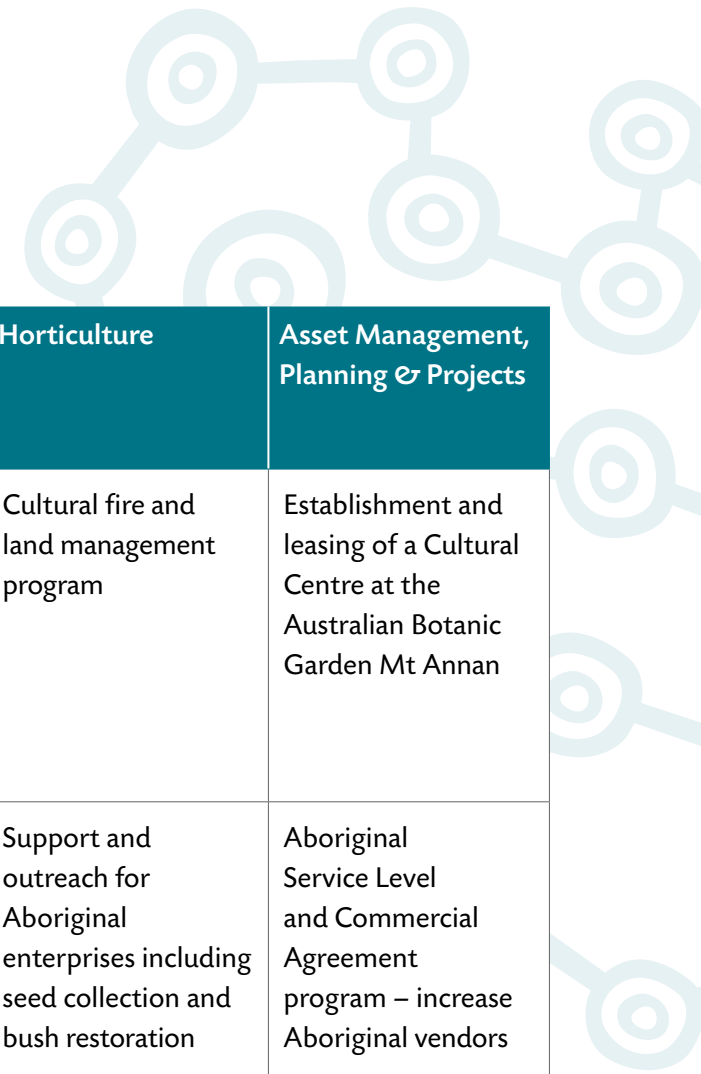 Horticulture
Asset Management,
Planning & Projects
Cultural fire and
land management
program
Establishment and
leasing of a Cultural
Centre at the
Australian Botanic
Garden Mt Annan
Support and
outreach for
Aboriginal
enterprises including
seed collection and
bush restoration
Aboriginal
Service Level
and Commercial
Agreement
program – increase
Aboriginal vendors